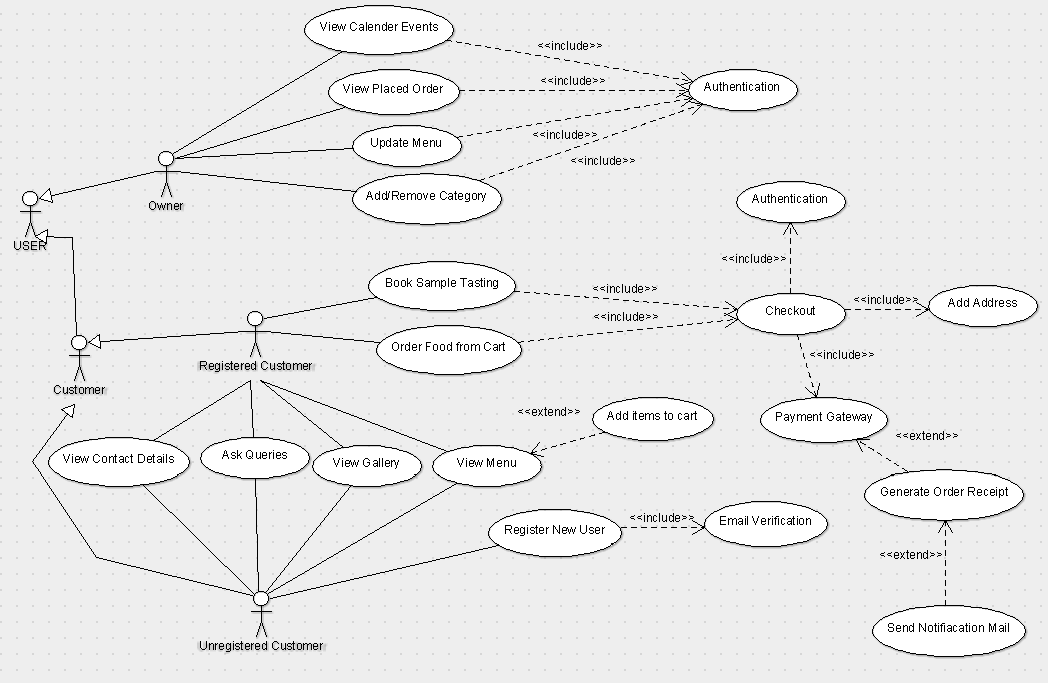 View Calender Events
<<include>>
View Placed Order
<<include>>
Authentication
<<include>>
Update Menu
<<include>>
Add/Remove Category
Owner
USER
Authentication
<<include>>
Book Sample Tasting
<<include>>
<<include>>
Add Address
Checkout
<<include>>
Order Food from Cart
<<include>>
Registered Customer
Customer
<<extend>>
Add items to cart
Payment Gateway
<<extend>>
View Contact Details
Ask Queries
View Gallery
View Menu
Generate Order Receipt
Register New User
<<include>>
Email Verification
<<extend>>
Send Notifiacation Mail
Unregistered Customer